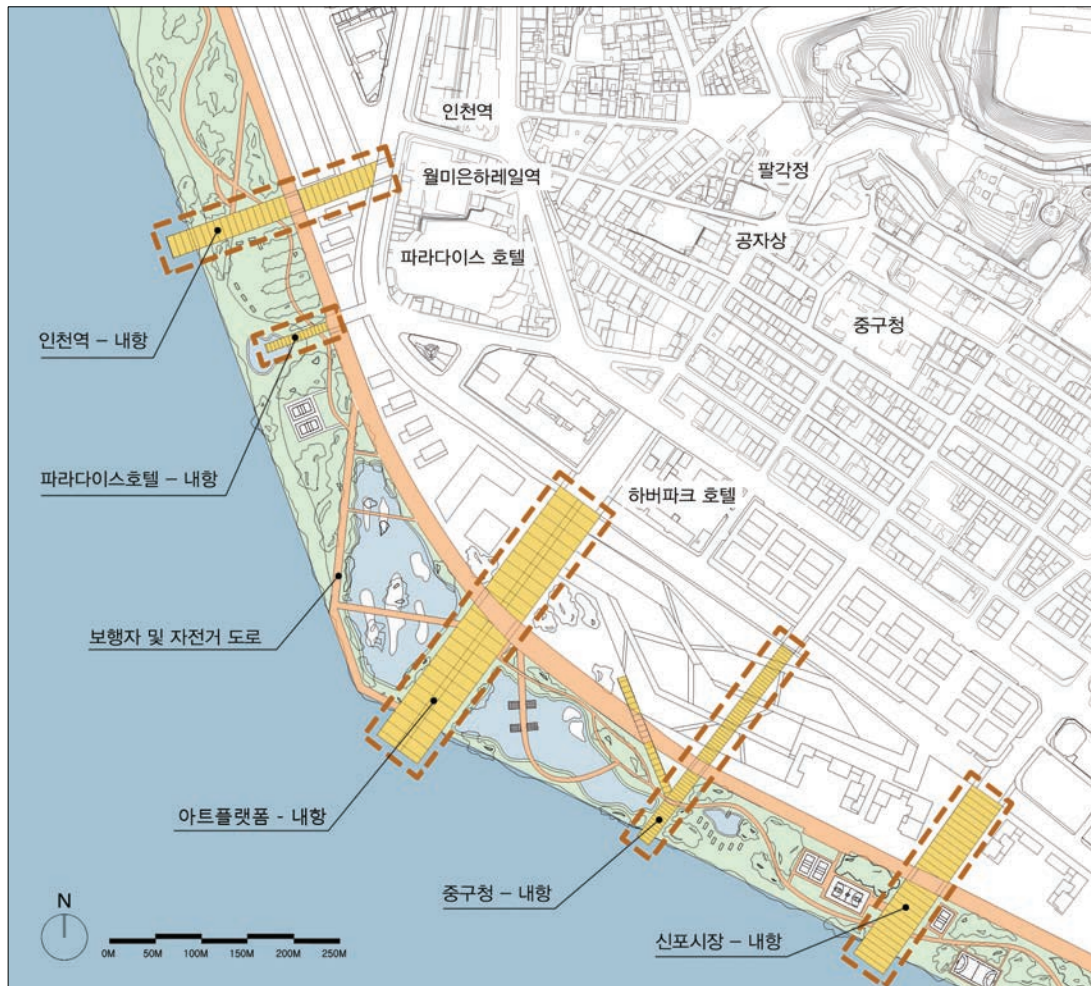 인천역
월미은하레일역
팔각정
공자상
파라다이스 호텔
중구청
인천역 – 내항
파라다이스호텔 – 내항
하버파크 호텔
보행자 및 자전거 도로
아트플랫폼 - 내항
중구청 – 내항
신포시장 – 내항
N
0M 50M 100M 150M 200M 250M